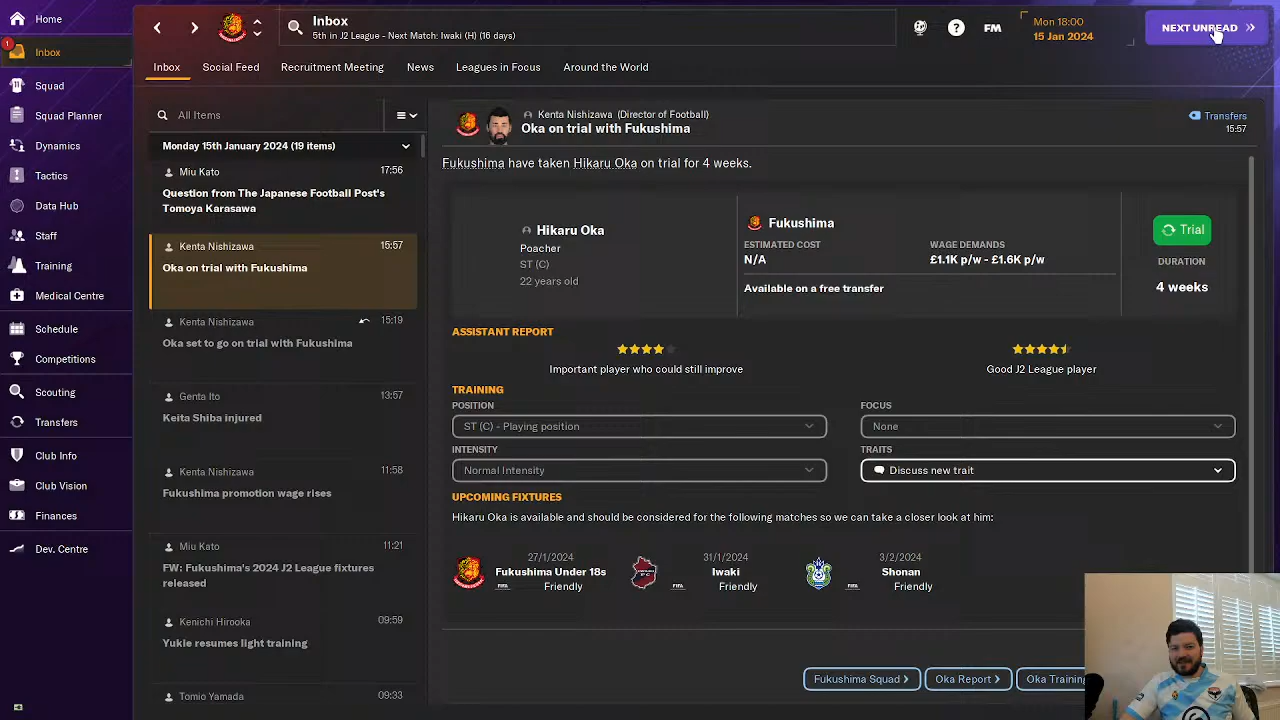 Home
1
Inbox
Squad
Squad Planner
Dynamics
Tactics
Data Hub
Staff
Training
Medical Centre
Schedule
Competitions
Scouting
Transfers
Club Info
Club Vision
Finances
Dev. Centre
Inbox
5th in J2 League - Next Match: Iwaki (H) (16 days)
?
FM
Mon 18:00
15 Jan 2024
NEXT UNREAD
Inbox Social Feed Recruitment Meeting News Leagues in Focus Around the World
All Items
Monday 15th January 2024 (19 items)
Miu Kato 17:56
Question from The Japanese Football Post's
Tomoya Karasawa
Kenta Nishizawa 15:57
Oka on trial with Fukushima
Kenta Nishizawa 15:19
Oka set to go on trial with Fukushima
Genta Ito 13:57
Keita Shiba injured
Kenta Nishizawa 11:58
Fukushima promotion wage rises
Miu Kato 11:21
FW: Fukushima's 2024 J2 League fixtures
released
Kenichi Hirooka 09:59
Yukie resumes light training
Tomio Yamada 09:33
Kenta Nishizawa (Director of Football)
Oka on trial with Fukushima
Transfers
15:57
Fukushima have taken Hikaru Oka on trial for 4 weeks.
Hikaru Oka
Poacher
ST (C)
22 years old
Fukushima
ESTIMATED COST WAGE DEMANDS
N/A £1.1K p/w - £1.6K p/w
Available on a free transfer
Trial
DURATION
4 weeks
ASSISTANT REPORT
Important player who could still improve
Good J2 League player
TRAINING
POSITION FOCUS
ST (C) - Playing position None
INTENSITY TRAITS
Normal Intensity Discuss new trait
UPCOMING FIXTURES
Hikaru Oka is available and should be considered for the following matches so we can take a closer look at him:
27/1/2024
Fukushima Under 18s
FIFA Friendly
31/1/2024
Iwaki
FIFA Friendly
3/2/2024
Shonan
FIFA Friendly
Fukushima Squad Oka Report Oka Training